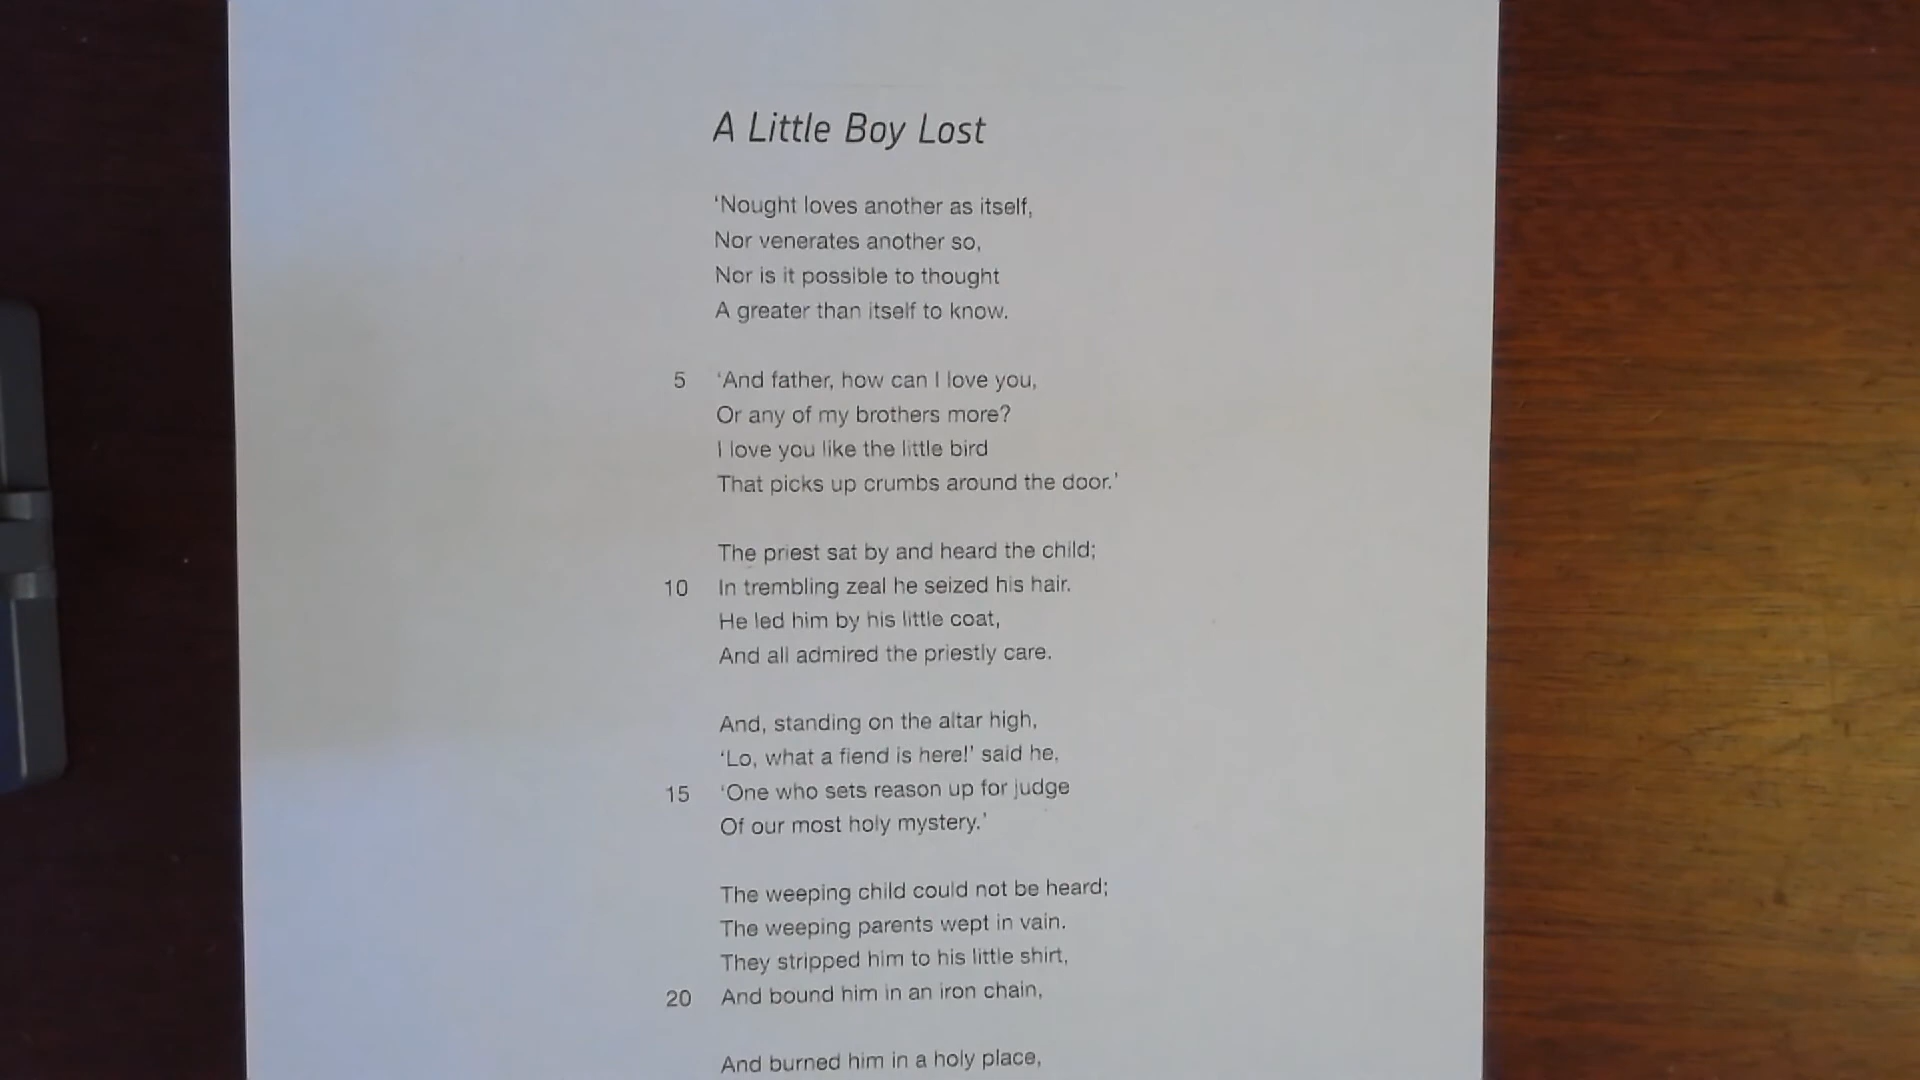 A Little Boy Lost
‘Nought loves another as itself,
Nor venerates another so,
Nor is it possible to thought
A greater than itself to know.
5 ‘And father, how can I love you,
Or any of my brothers more?
I love you like the little bird
That picks up crumbs around the door.’
The priest sat by and heard the child;
10 In trembling zeal he seized his hair.
He led him by his little coat,
And all admired the priestly care.
And, standing on the altar high,
‘Lo, what a fiend is here!’ said he,
15 ‘One who sets reason up for judge
Of our most holy mystery.’
The weeping child could not be heard;
The weeping parents wept in vain.
They stripped him to his little shirt,
20 And bound him in an iron chain,
And burned him in a holy place,